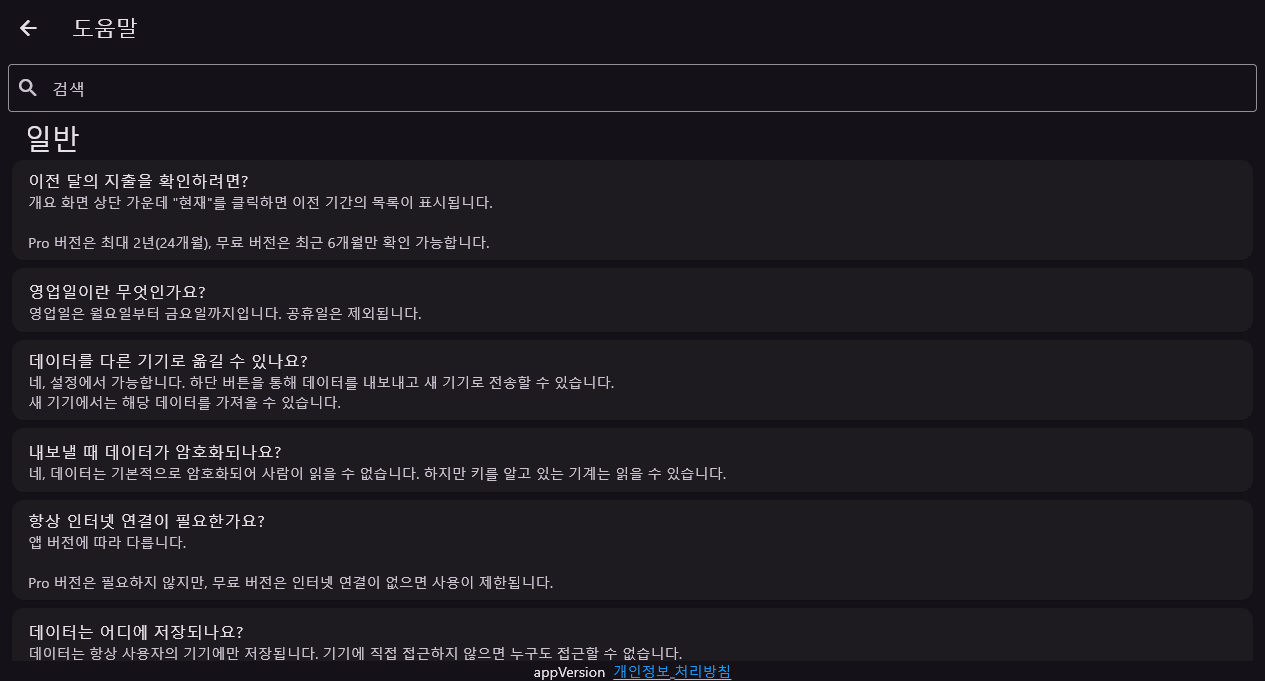 도움말
검색
일반
이전 달의 지출을 확인하려면?
개요 화면 상단 가운데 "현재"를 클릭하면 이전 기간의 목록이 표시됩니다.
Pro 버전은 최대 2년(24개월), 무료 버전은 최근 6개월만 확인 가능합니다.
영업일이란 무엇인가요?
영업일은 월요일부터 금요일까지입니다. 공휴일은 제외됩니다.
데이터를 다른 기기로 옮길 수 있나요?
네, 설정에서 가능합니다. 하단 버튼을 통해 데이터를 내보내고 새 기기로 전송할 수 있습니다.
새 기기에서는 해당 데이터를 가져올 수 있습니다.
내보낼 때 데이터가 암호화되나요?
네, 데이터는 기본적으로 암호화되어 사람이 읽을 수 없습니다. 하지만 키를 알고 있는 기계는 읽을 수 있습니다.
항상 인터넷 연결이 필요한가요?
앱 버전에 따라 다릅니다.
Pro 버전은 필요하지 않지만, 무료 버전은 인터넷 연결이 없으면 사용이 제한됩니다.
데이터는 어디에 저장되나요?
데이터는 항상 사용자의 기기에만 저장됩니다. 기기에 직접 접근하지 않으면 누구도 접근할 수 없습니다.
appVersion 개인정보 처리방침